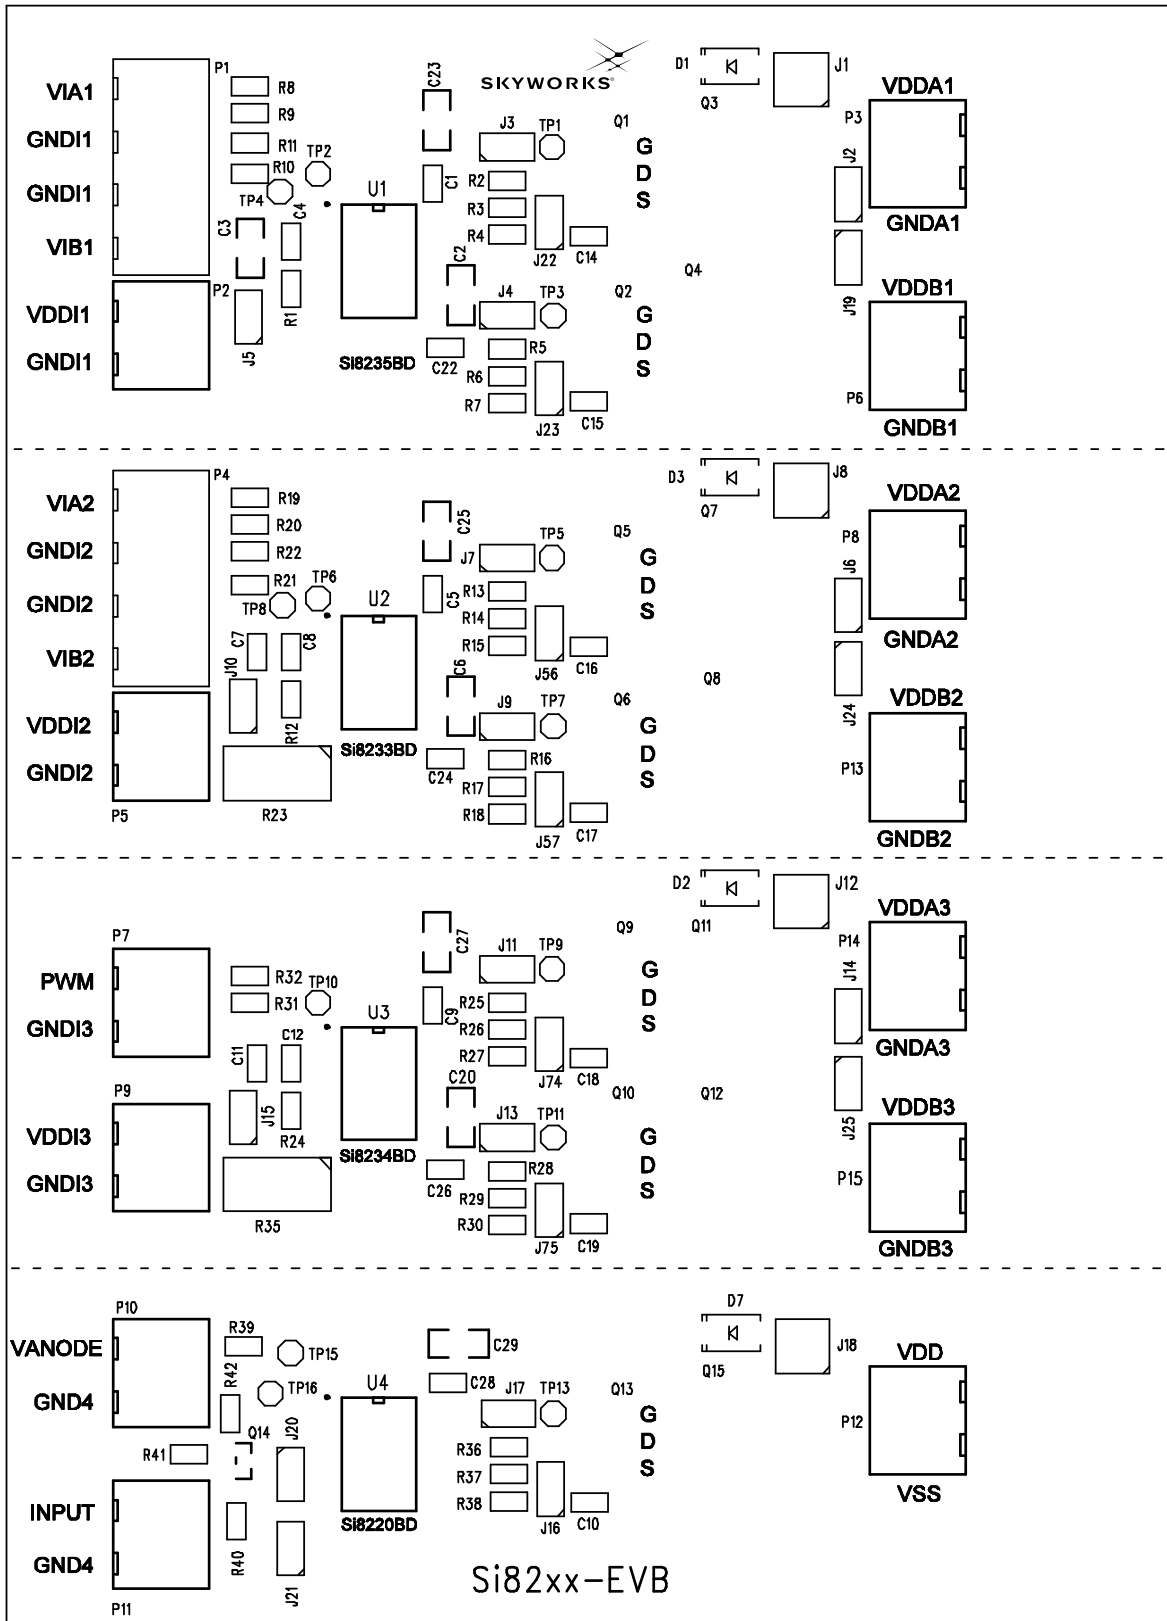 SKYWORKS®
P1
VIA1
GNDI1
GNDI1
VIB1
R8
R9
R11
R10
TP2
TP4
C3
C4
P2
VDDI1
GNDI1
J5
R1
U1
Si8235BD
C23
C1
C2
C22
J3
TP1
R2
R3
R4
J22
C14
J4
TP3
R5
R6
R7
J23
C15
Q1
G
D
S
Q2
G
D
S
D1
Q3
J1
Q4
P3
VDDA1
J2
GNDA1
J19
VDDB1
P6
GNDB1
P4
VIA2
GNDI2
GNDI2
VIB2
R19
R20
R22
R21
TP6
TP8
C7
C8
J10
R12
VDDI2
GNDI2
P5
R23
U2
Si8233BD
C25
C5
C6
C24
J7
TP5
R13
R14
R15
J56
C16
J9
TP7
R16
R17
R18
J57
C17
Q5
G
D
S
Q6
G
D
S
D3
Q7
J8
Q8
VDDA2
P8
J6
GNDA2
J24
VDDB2
P13
GNDB2
P7
PWM
GNDI3
R32
R31
TP10
C11
C12
P9
VDDI3
GNDI3
J15
R24
R35
U3
Si8234BD
C27
C9
C20
C26
J11
TP9
R25
R26
R27
J74
C18
J13
TP11
R28
R29
R30
J75
C19
Q9
G
D
S
Q10
G
D
S
D2
Q11
J12
Q12
VDDA3
P14
J14
GNDA3
J25
VDDB3
P15
GNDB3
P10
VANODE
GND4
R39
TP15
R42
TP16
Q14
J20
R41
INPUT
GND4
P11
R40
J21
U4
Si8220BD
C29
C28
J17
TP13
R36
R37
R38
J16
C10
Q13
G
D
S
D7
Q15
J18
VDD
P12
VSS
Si82xx-EVB